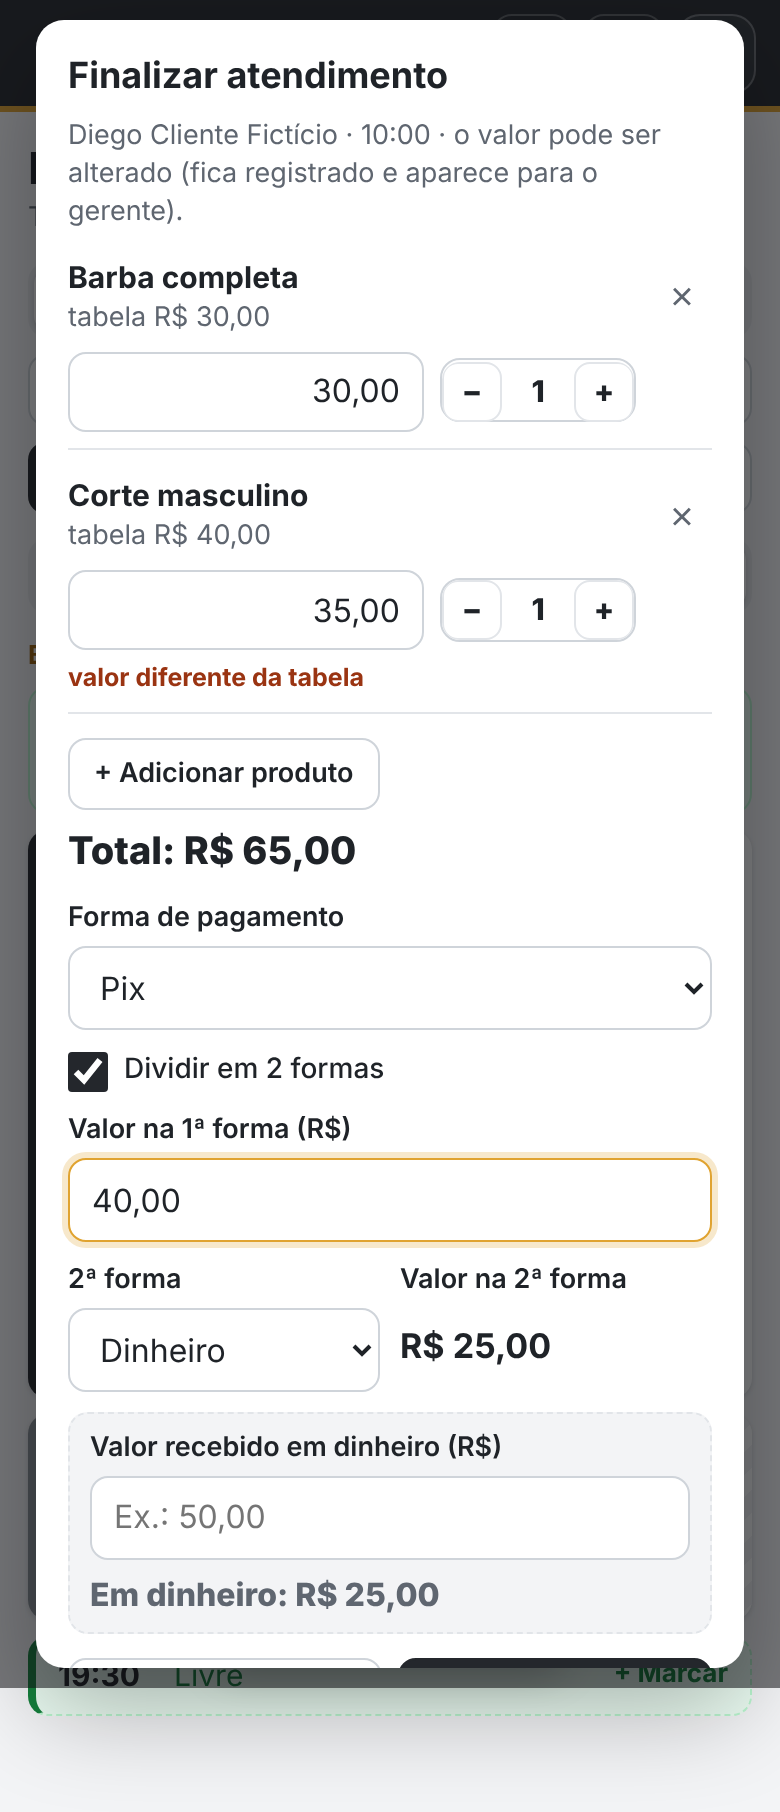 Finalizar atendimento
Diego Cliente Fictício · 10:00 · o valor pode ser
alterado (fica registrado e aparece para o
gerente).
Barba completa
tabela R$ 30,00
×
30,00
− 1 +
Corte masculino
tabela R$ 40,00
×
35,00
− 1 +
valor diferente da tabela
+ Adicionar produto
Total: R$ 65,00
Forma de pagamento
Pix
Dividir em 2 formas
Valor na 1ª forma (R$)
40,00
2ª forma
Valor na 2ª forma
Dinheiro
R$ 25,00
Valor recebido em dinheiro (R$)
Ex.: 50,00
Em dinheiro: R$ 25,00
19:30 Livre + Marcar